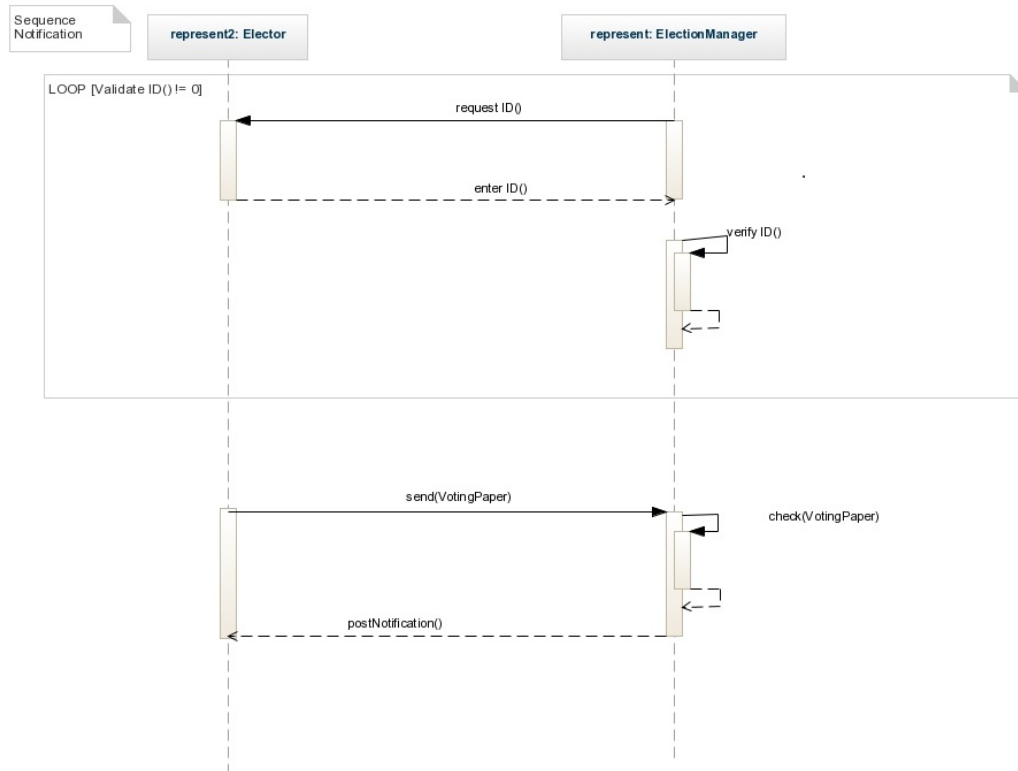 Sequence
Notification
represent2: Elector
represent: ElectionManager
LOOP [Validate ID() != 0]
request ID()
enter ID()
verify ID()
send(VotingPaper)
check(VotingPaper)
postNotification()